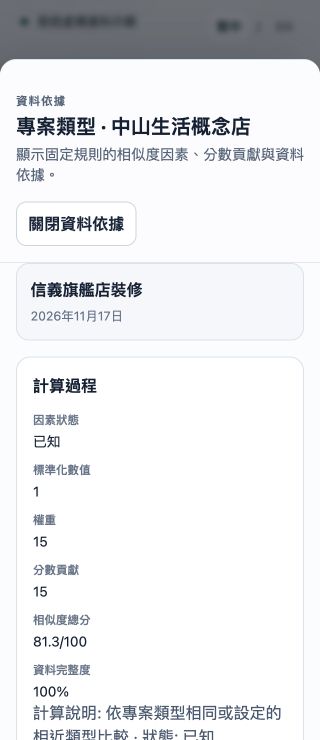 資料依據
專案類型 · 中山生活概念店
顯示固定規則的相似度因素、分數貢獻與資料
依據。
關閉資料依據
信義旗艦店裝修
2026年11月17日
計算過程
因素狀態
已知
標準化數值
1
權重
15
分數貢獻
15
相似度總分
81.3/100
資料完整度
100%
計算說明: 依專案類型相同或設定的
相近類型比較 · 狀態: 已知